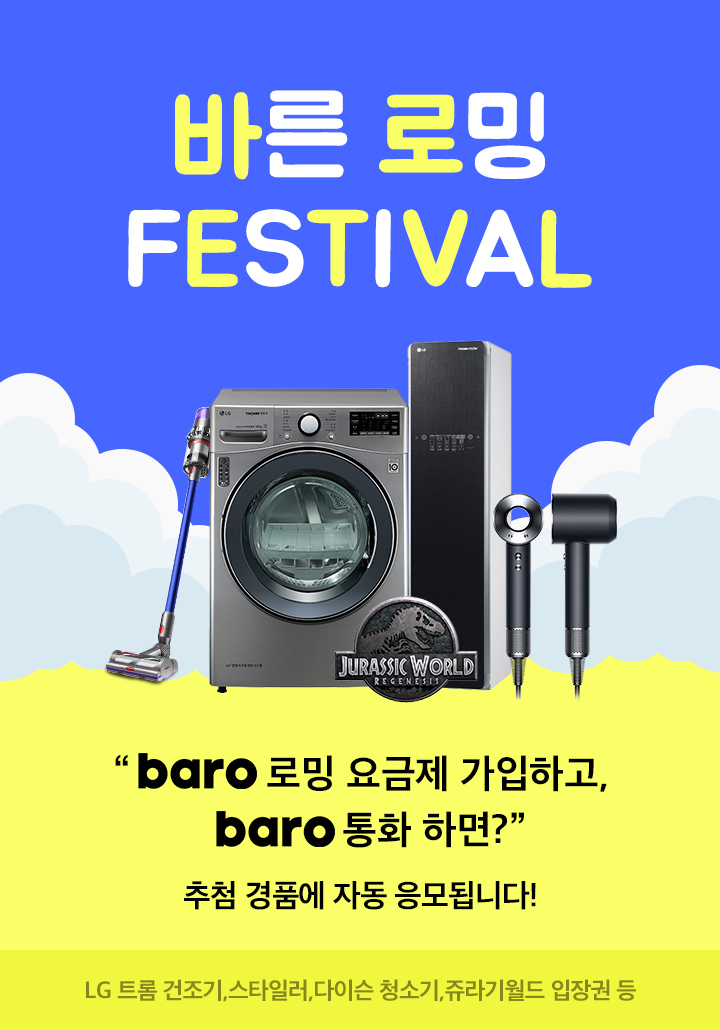 바른 로밍
FESTIVAL
LG
LG
JURASSIC WORLD
REGENESIS
“ baro 로밍 요금제 가입하고,
baro 통화 하면?”
추첨 경품에 자동 응모됩니다!
LG 트롬 건조기,스타일러,다이슨 청소기,쥬라기월드 입장권 등